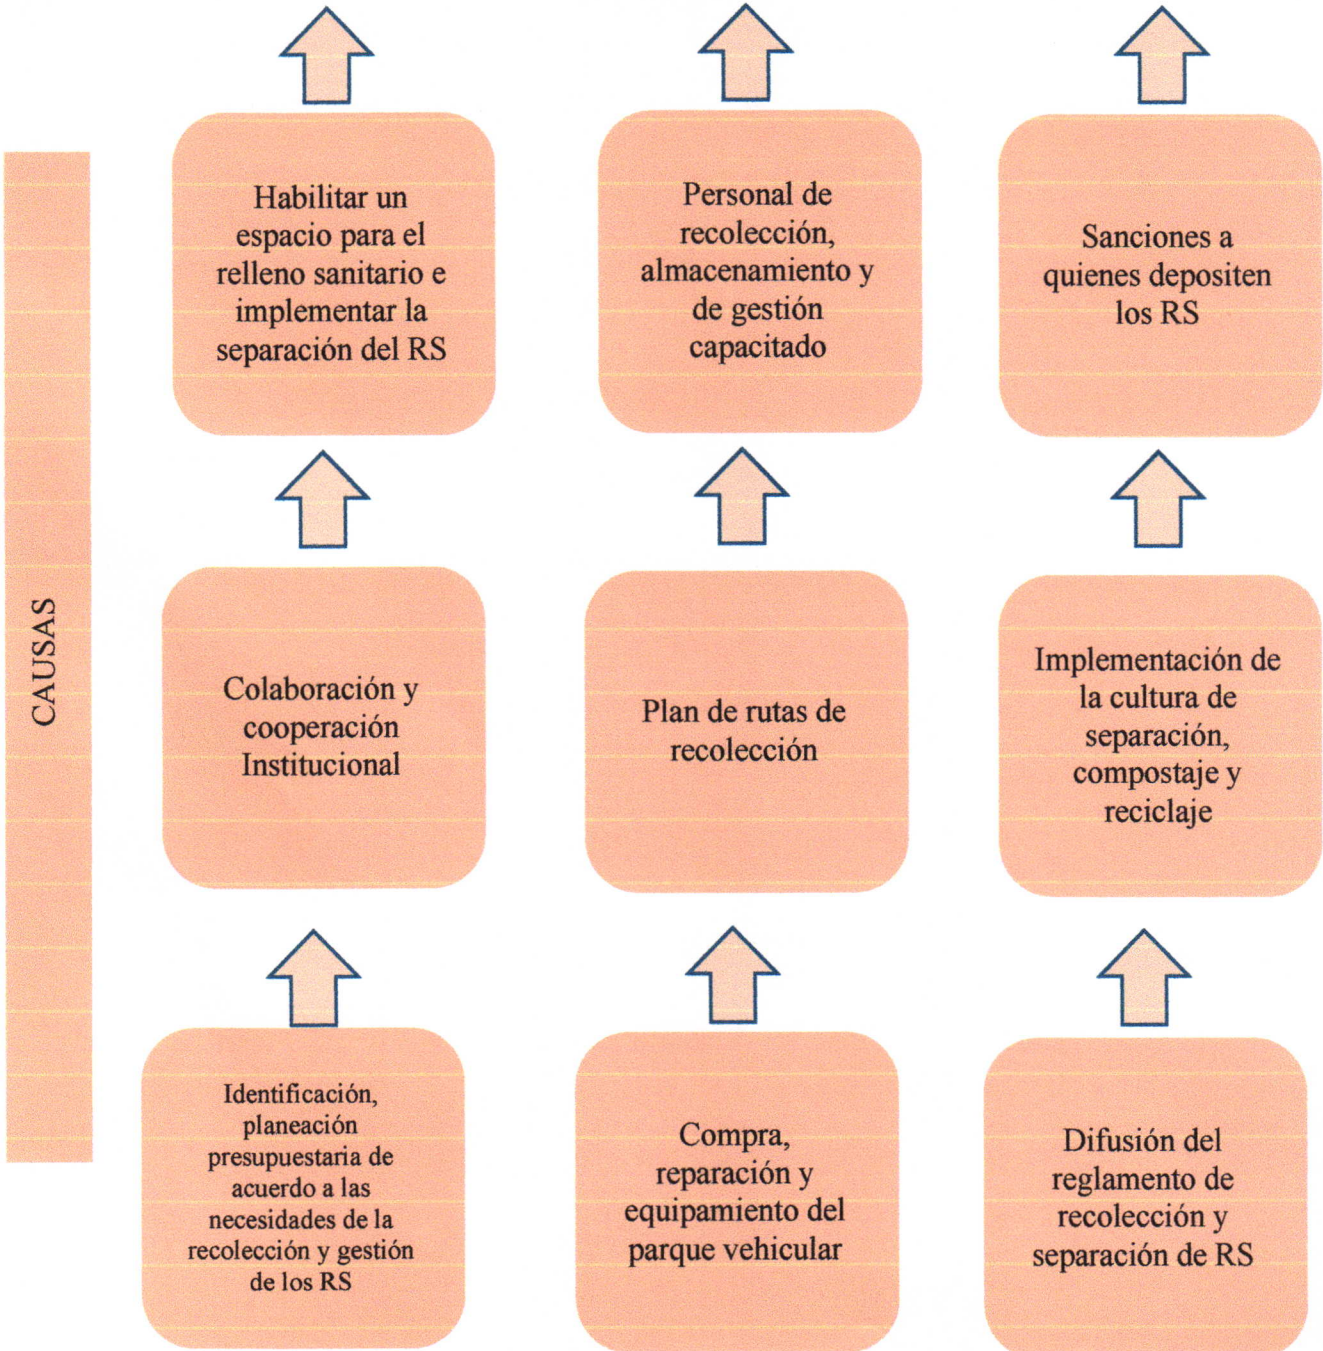 CAUSAS
Habilitar un
espacio para el
relleno sanitario e
implementar la
separación del RS
Personal de
recolección,
almacenamiento y
de gestión
capacitado
Sanciones a
quienes depositen
los RS
Colaboración y
cooperación
Institucional
Plan de rutas de
recolección
Implementación de
la cultura de
separación,
compostaje y
reciclaje
Identificación,
planeación
presupuestaria de
acuerdo a las
necesidades de la
recolección y gestión
de los RS
Compra,
reparación y
equipamiento del
parque vehicular
Difusión del
reglamento de
recolección y
separación de RS